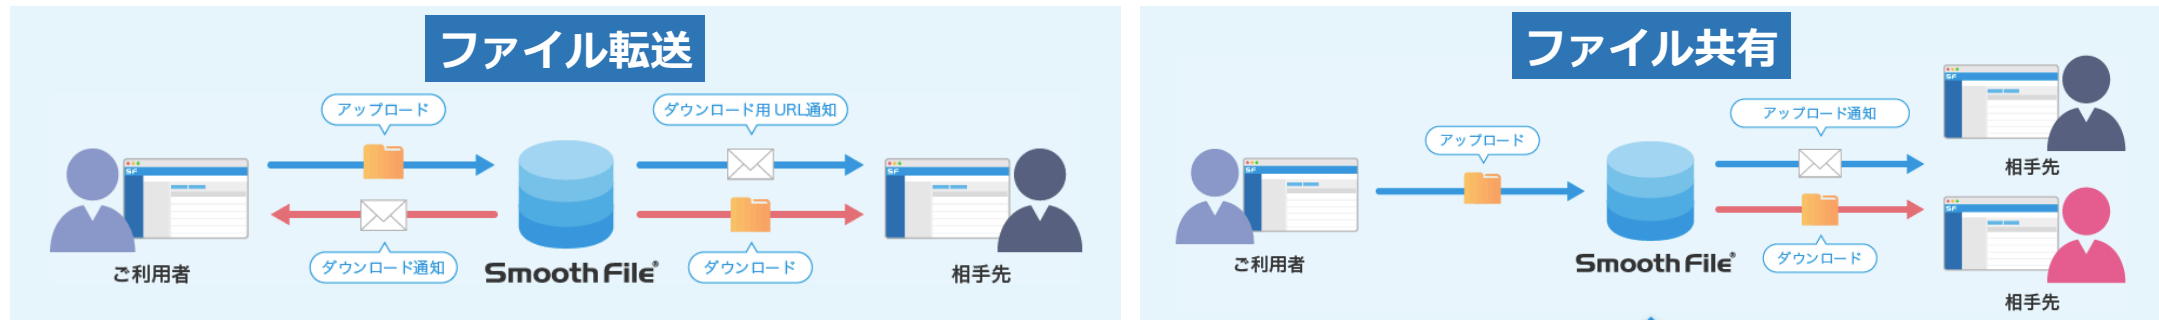 ファイル転送
アップロード
ダウンロード用 URL通知
SF
SF
ダウンロード通知
ダウンロード
ご利用者
Smooth File®
相手先
ファイル共有
SF
アップロード通知
アップロード
相手先
SF
SF
ダウンロード
ご利用者
Smooth File®
相手先